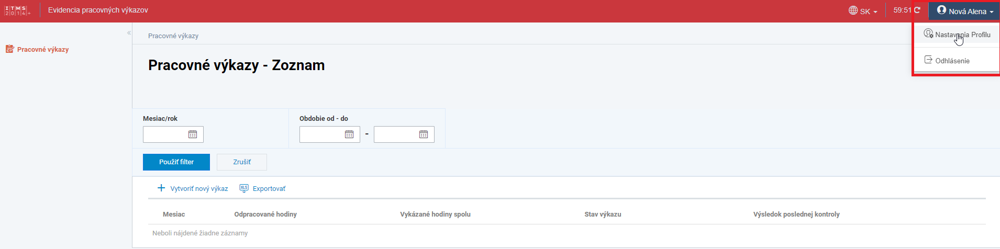 ITMS
2014+
Evidencia pracovných výkazov
SK
59:51
Nová Alena
Nastavenia Profilu
Odhlásenie
«
Pracovné výkazy
Pracovné výkazy
Pracovné výkazy - Zoznam
Mesiac/rok
Obdobie od - do
-
Použiť filter
Zrušiť
Vytvoriť nový výkaz
XLS
Exportovať
Mesiac
Odpracované hodiny
Vykázané hodiny spolu
Stav výkazu
Výsledok poslednej kontroly
Neboli nájdené žiadne záznamy